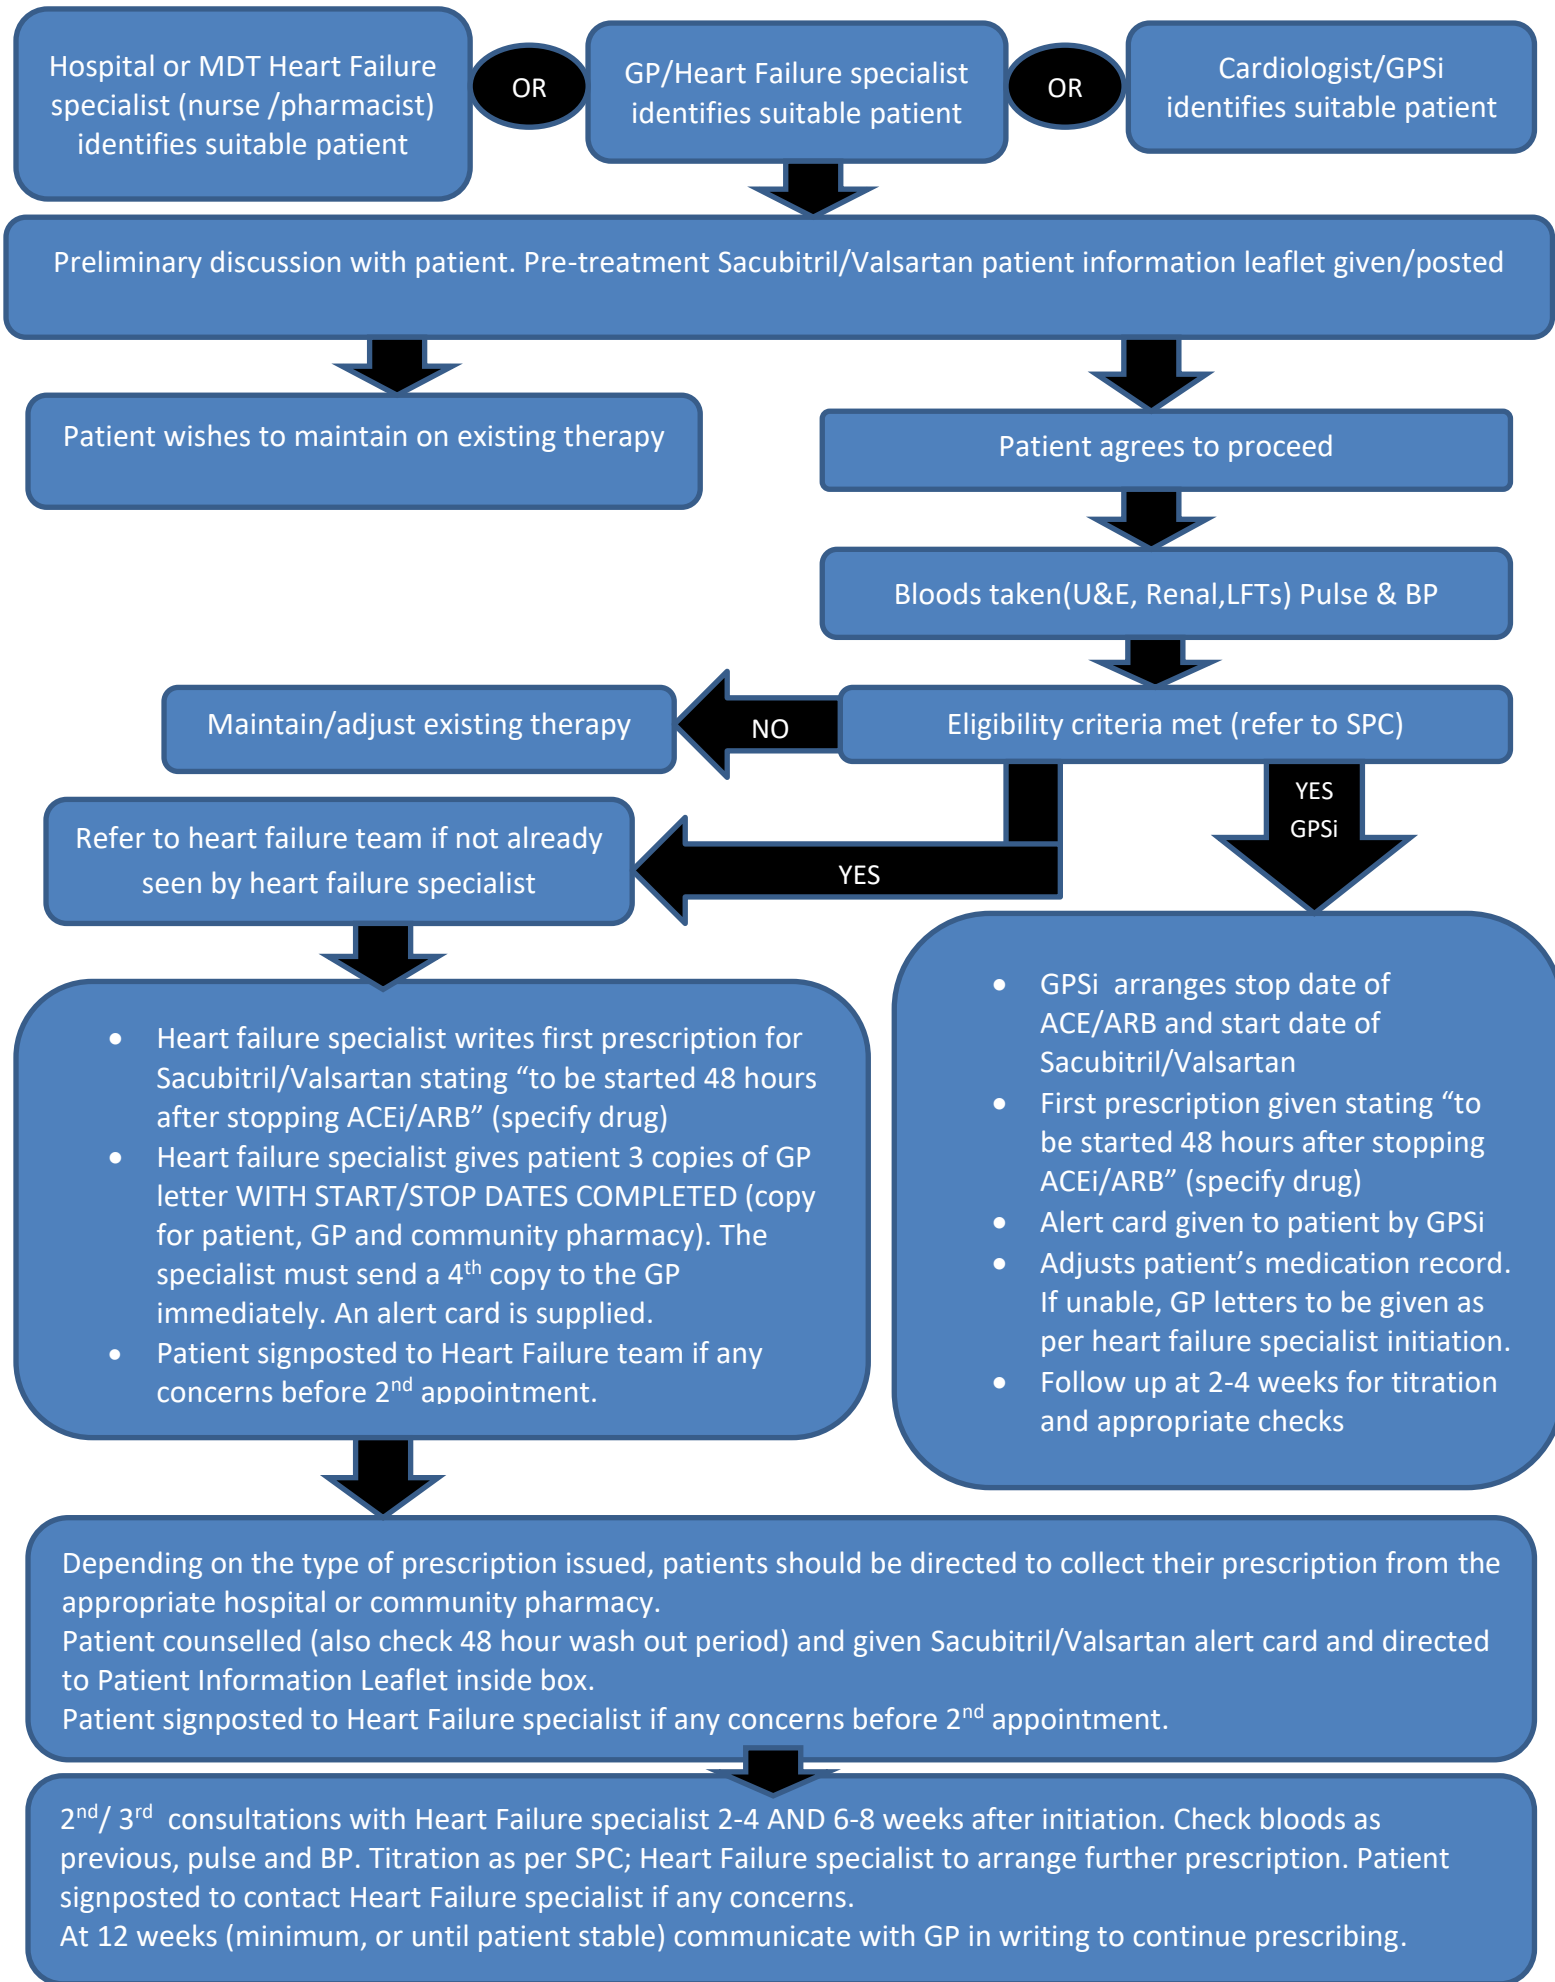 Hospital or MDT Heart Failure
specialist (nurse /pharmacist)
identifies suitable patient
OR
GP/Heart Failure specialist
identifies suitable patient
OR
Cardiologist/GPSi
identifies suitable patient
Preliminary discussion with patient. Pre-treatment Sacubitril/Valsartan patient information leaflet given/posted
Patient wishes to maintain on existing therapy
Patient agrees to proceed
Bloods taken(U&E, Renal,LFTs) Pulse & BP
Maintain/adjust existing therapy
NO
Eligibility criteria met (refer to SPC)
YES
GPSi
Refer to heart failure team if not already
seen by heart failure specialist
YES
• Heart failure specialist writes first prescription for
Sacubitril/Valsartan stating “to be started 48 hours
after stopping ACEi/ARB” (specify drug)
• Heart failure specialist gives patient 3 copies of GP
letter WITH START/STOP DATES COMPLETED (copy
for patient, GP and community pharmacy). The
specialist must send a 4th copy to the GP
immediately. An alert card is supplied.
• Patient signposted to Heart Failure team if any
concerns before 2nd appointment.
• GPSi  arranges stop date of
ACE/ARB and start date of
Sacubitril/Valsartan
• First prescription given stating “to
be started 48 hours after stopping
ACEi/ARB” (specify drug)
• Alert card given to patient by GPSi
• Adjusts patient’s medication record.
If unable, GP letters to be given as
per heart failure specialist initiation.
• Follow up at 2-4 weeks for titration
and appropriate checks
Depending on the type of prescription issued, patients should be directed to collect their prescription from the
appropriate hospital or community pharmacy.
Patient counselled (also check 48 hour wash out period) and given Sacubitril/Valsartan alert card and directed
to Patient Information Leaflet inside box.
Patient signposted to Heart Failure specialist if any concerns before 2nd appointment.
2nd/ 3rd  consultations with Heart Failure specialist 2-4 AND 6-8 weeks after initiation. Check bloods as
previous, pulse and BP. Titration as per SPC; Heart Failure specialist to arrange further prescription. Patient
signposted to contact Heart Failure specialist if any concerns.
At 12 weeks (minimum, or until patient stable) communicate with GP in writing to continue prescribing.